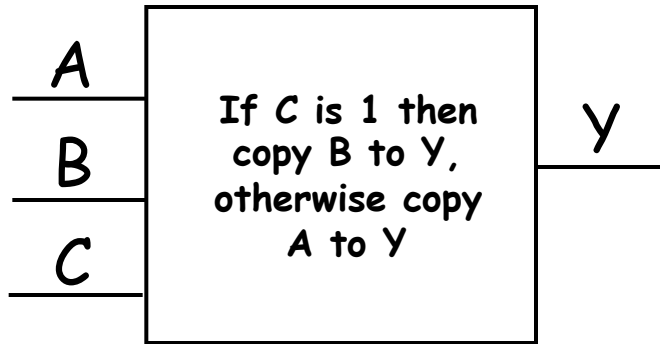 A
B
C
If C is 1 then
copy B to Y,
otherwise copy
A to Y
Y